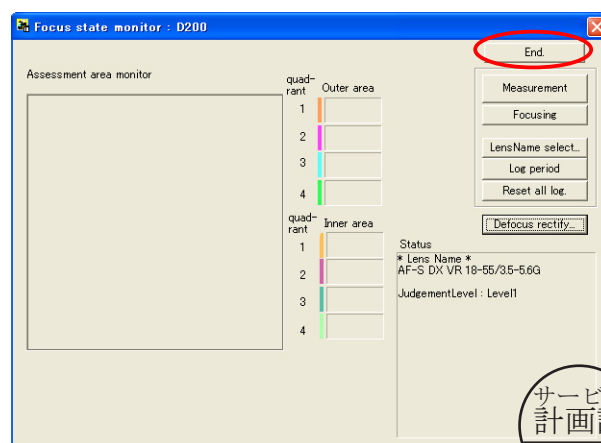 Focus state monitor : D200
End.
Assessment area monitor
quad-
rant
Outer area
1
2
3
4
quad-
rant
Inner area
1
2
3
4
Measurement
Focusing
LensName select...
Log period
Reset all log.
Defocus rectify...
Status
* Lens Name *
AF-S DX VR 18-55/3.5-5.6G
JudgementLevel : Level1
サービ
計画